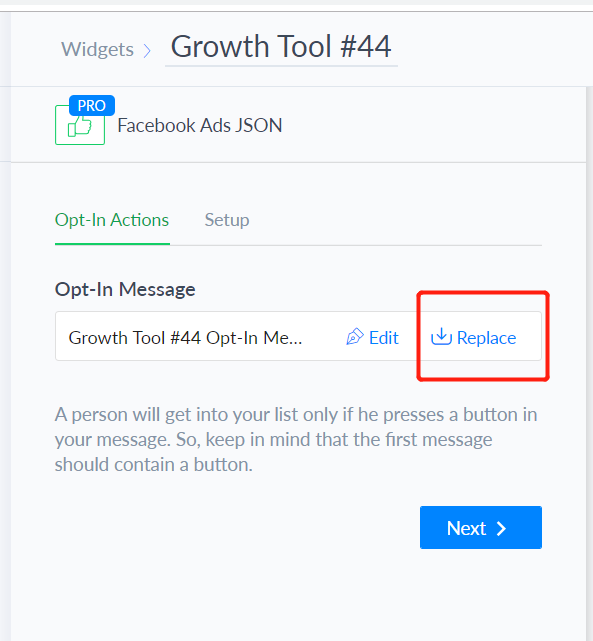 Widgets > Growth Tool #44
PRO
Facebook Ads JSON
Opt-In Actions Setup
Opt-In Message
Growth Tool #44 Opt-In Me... Edit Replace
A person will get into your list only if he presses a button in
your message. So, keep in mind that the first message
should contain a button.
Next >